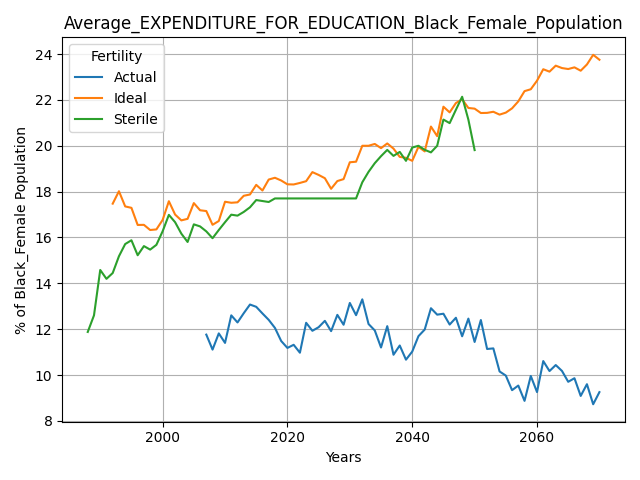 Average_EXPENDITURE_FOR_EDUCATION_Black_Female_Population
Fertility
Actual
Ideal
Sterile
% of Black_Female Population
24
22
20
18
16
14
12
10
8
2000 2020 2040 2060
Years